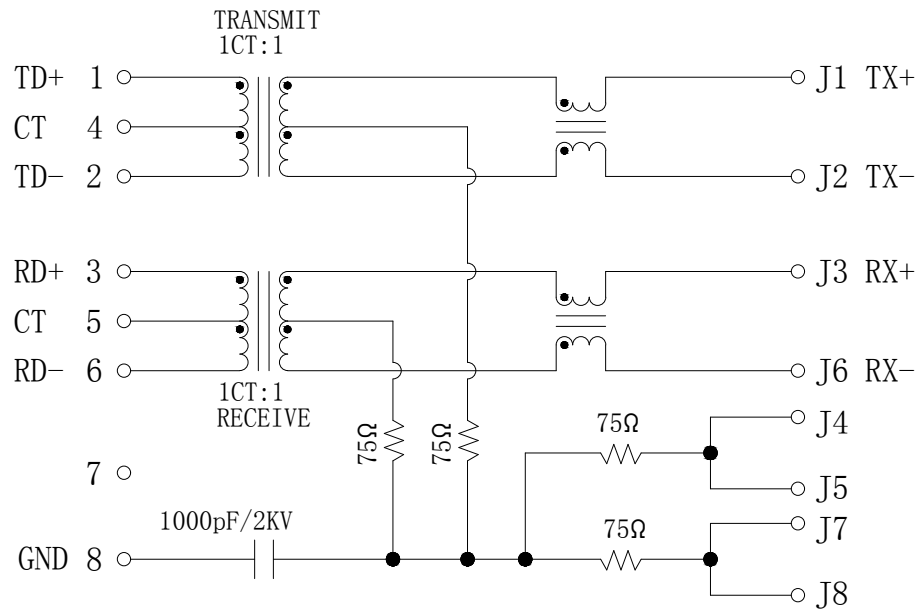 TRANSMIT
1CT:1
TD+ 1
J1 TX+
CT 4
TD- 2
J2 TX-
RD+ 3
J3 RX+
CT 5
RD- 6
J6 RX-
1CT:1
RECEIVE
75Ω
75Ω
75Ω
J4
J5
7
1000pF/2KV
75Ω
J7
GND 8
J8